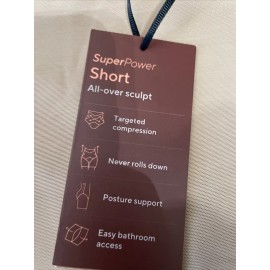 SuperPower
Short
All-over sculpt
Targeted
compression
Never rolls down
Posture support
Easy bathroom
access